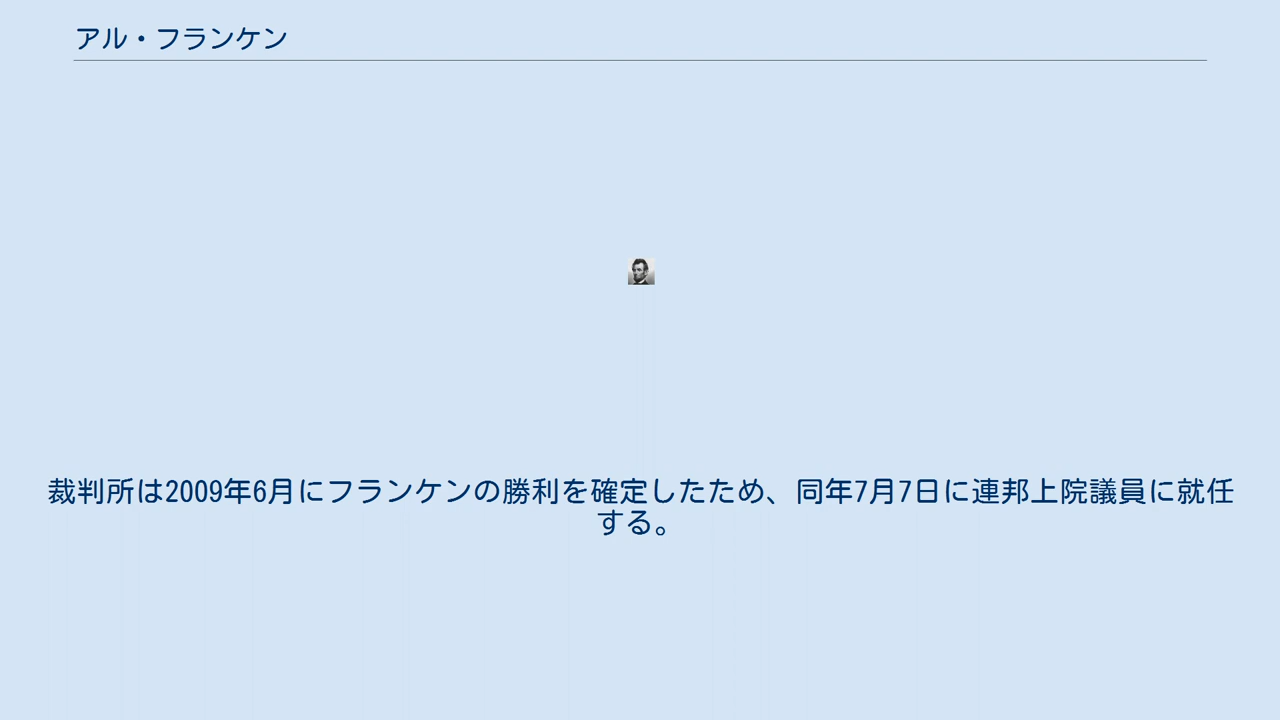 アル・フランケン
裁判所は2009年6月にフランケンの勝利を確定したため、同年7月7日に連邦上院議員に就任
する。